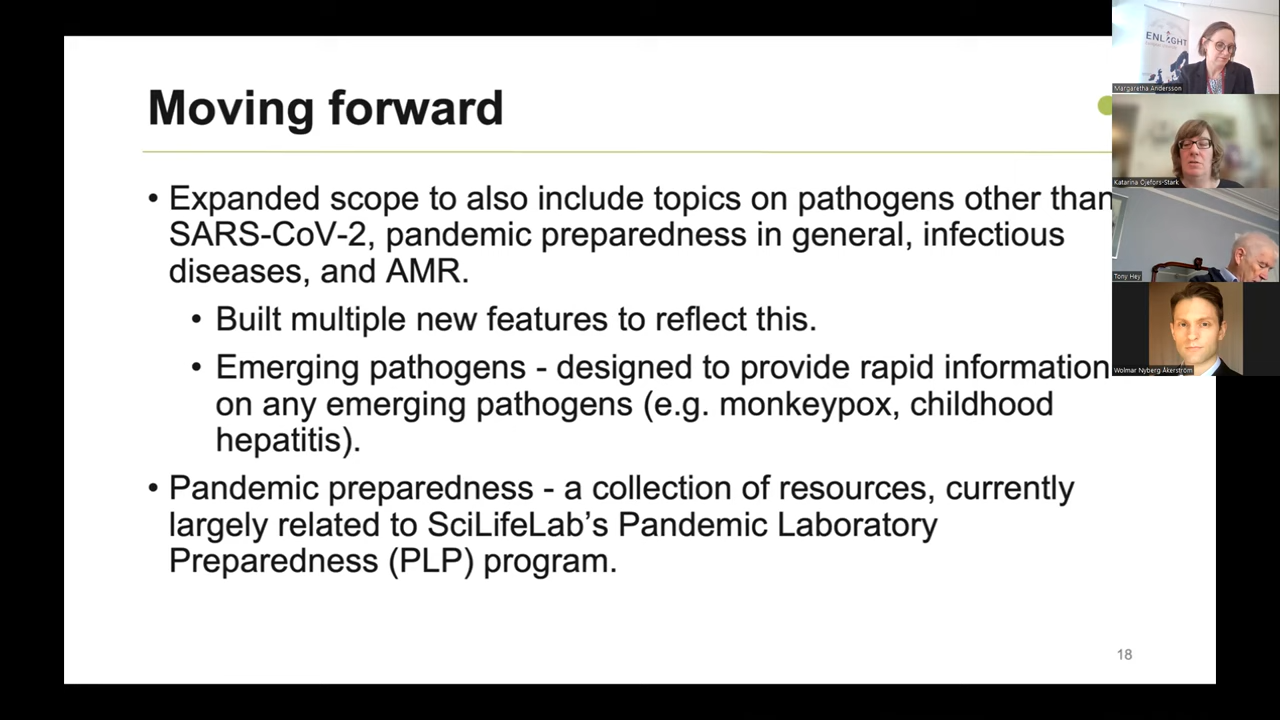 Moving forward
• Expanded scope to also include topics on pathogens other than
SARS-CoV-2, pandemic preparedness in general, infectious
diseases, and AMR.
• Built multiple new features to reflect this.
• Emerging pathogens - designed to provide rapid information
on any emerging pathogens (e.g. monkeypox, childhood
hepatitis).
• Pandemic preparedness - a collection of resources, currently
largely related to SciLifeLab’s Pandemic Laboratory
Preparedness (PLP) program.
18
ENLIGHT
Margaretha Andersson
Katarina Öjefors-Stark
Tony Hey
Wolmar Nyberg Åkerström